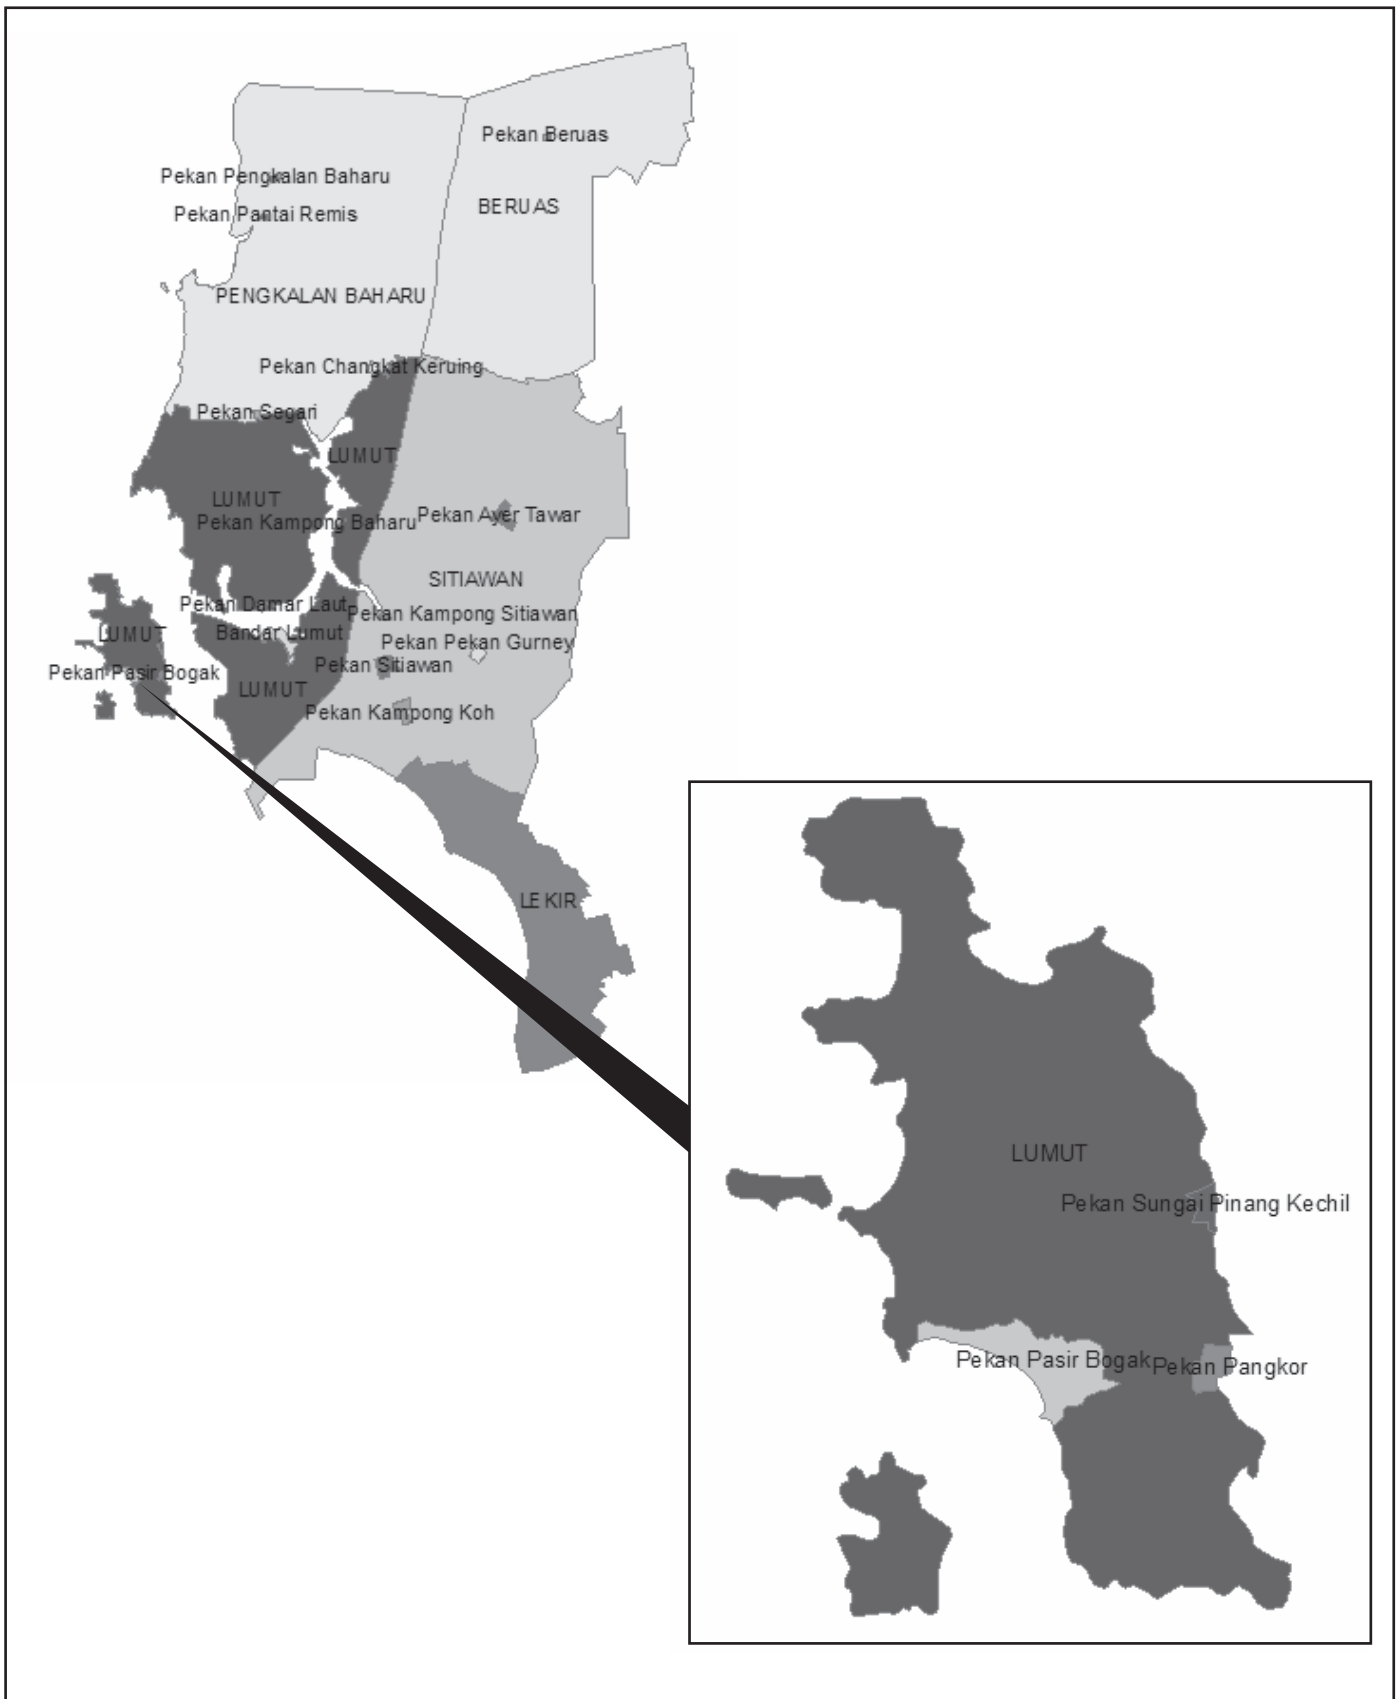 Pekan Beruas
Pekan Pengkalan Baharu
BERUAS
Pekan Pantai Remis
PENGKALAN BAHARU
Pekan Changkat Keruing
Pekan Segari
LUMUT
LUMUT
Pekan Kampong Baharu
Pekan Ayer Tawar
SITIAWAN
Pekan Damar Laut
Pekan Kampong Sitiawan
LUMUT
Bandar Lumut
Pekan Pekan Gurney
Pekan Sitiawan
Pekan Pasir Bogak
LUMUT
Pekan Kampong Koh
LEKIR
LUMUT
Pekan Sungai Pinang Kechil
Pekan Pasir Bogak
Pekan Pangkor